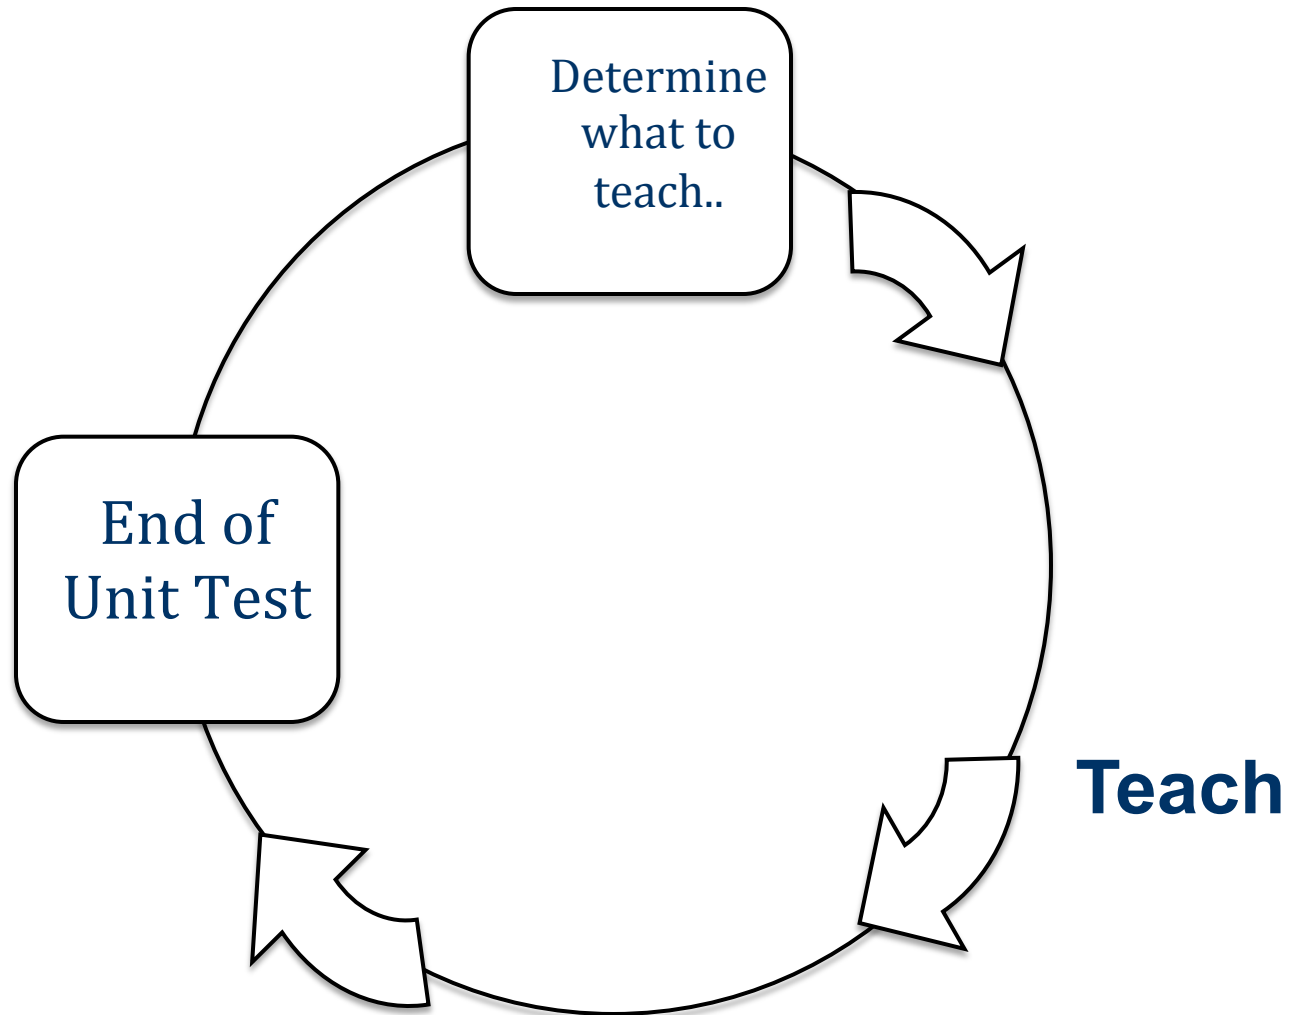 Determine
what to
teach..
End of
Unit Test
Teach